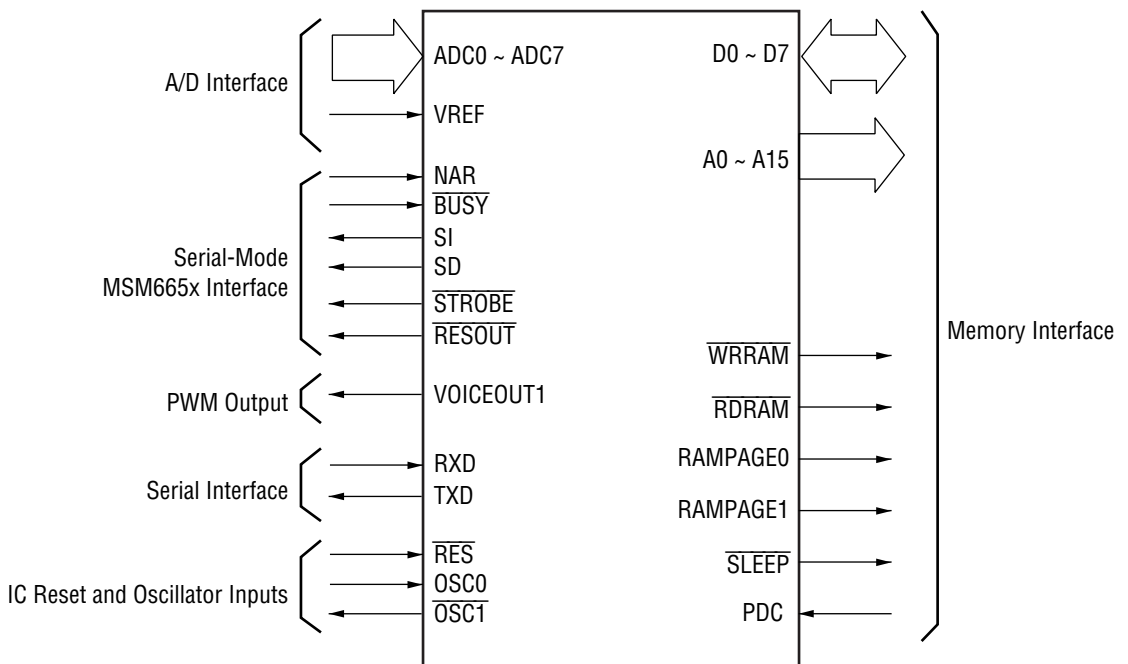 A/D Interface
ADC0 ~ ADC7
VREF
Serial-Mode
MSM665x Interface
NAR
BUSY
SI
SD
STROBE
RESOUT
PWM Output
VOICEOUT1
Serial Interface
RXD
TXD
IC Reset and Oscillator Inputs
RES
OSC0
OSC1
D0 ~ D7
A0 ~ A15
WRRAM
RDRAM
RAMPAGE0
RAMPAGE1
SLEEP
PDC
Memory Interface